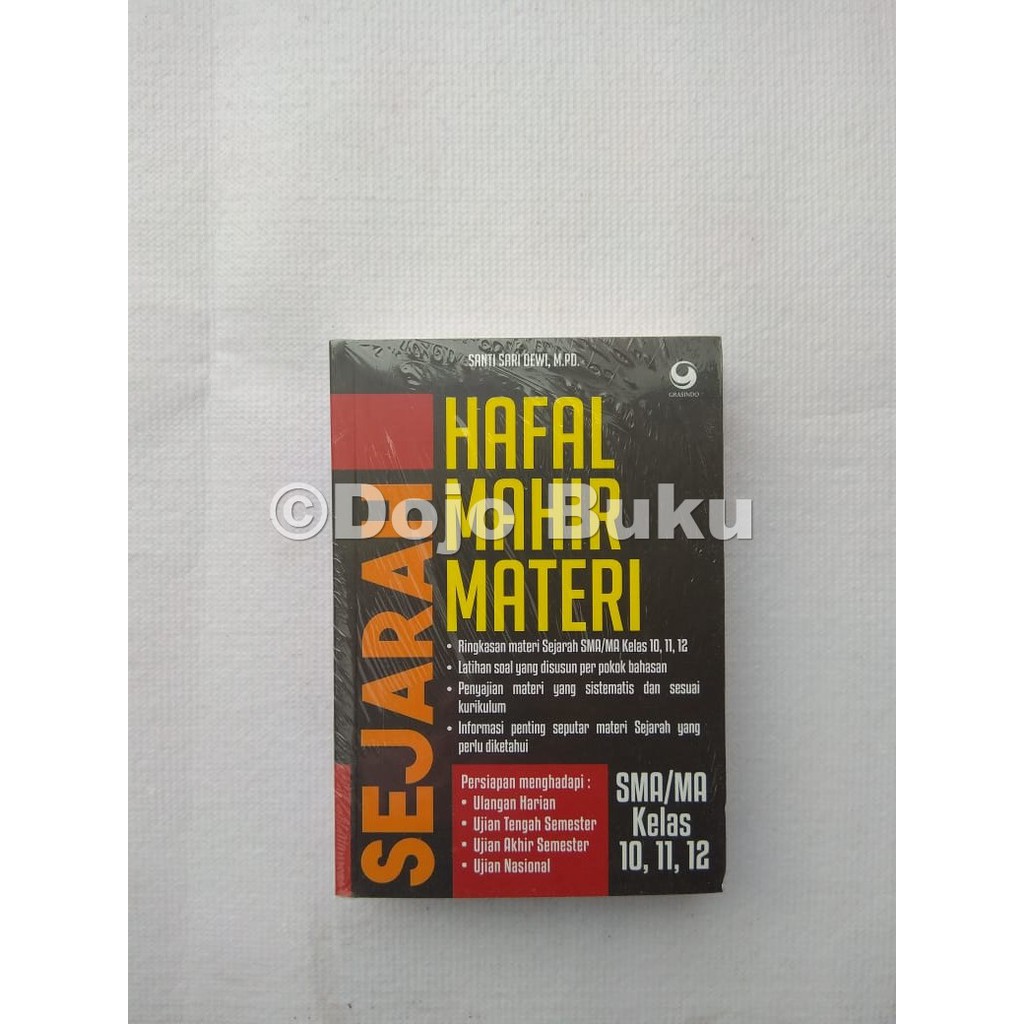 SANTI SARI DEWI, M.PD.
GRASINDO
SEJARAH
HAFAL
MAHIR
MATERI
©Dojo Buku
• Ringkasan materi Sejarah SMA/MA Kelas 10, 11, 12
• Latihan soal yang disusun per pokok bahasan
• Penyajian materi yang sistematis dan sesuai
kurikulum
• Informasi penting seputar materi Sejarah yang
perlu diketahui
Persiapan menghadapi :
• Ulangan Harian
• Ujian Tengah Semester
• Ujian Akhir Semester
• Ujian Nasional
SMA/MA
Kelas
10, 11, 12